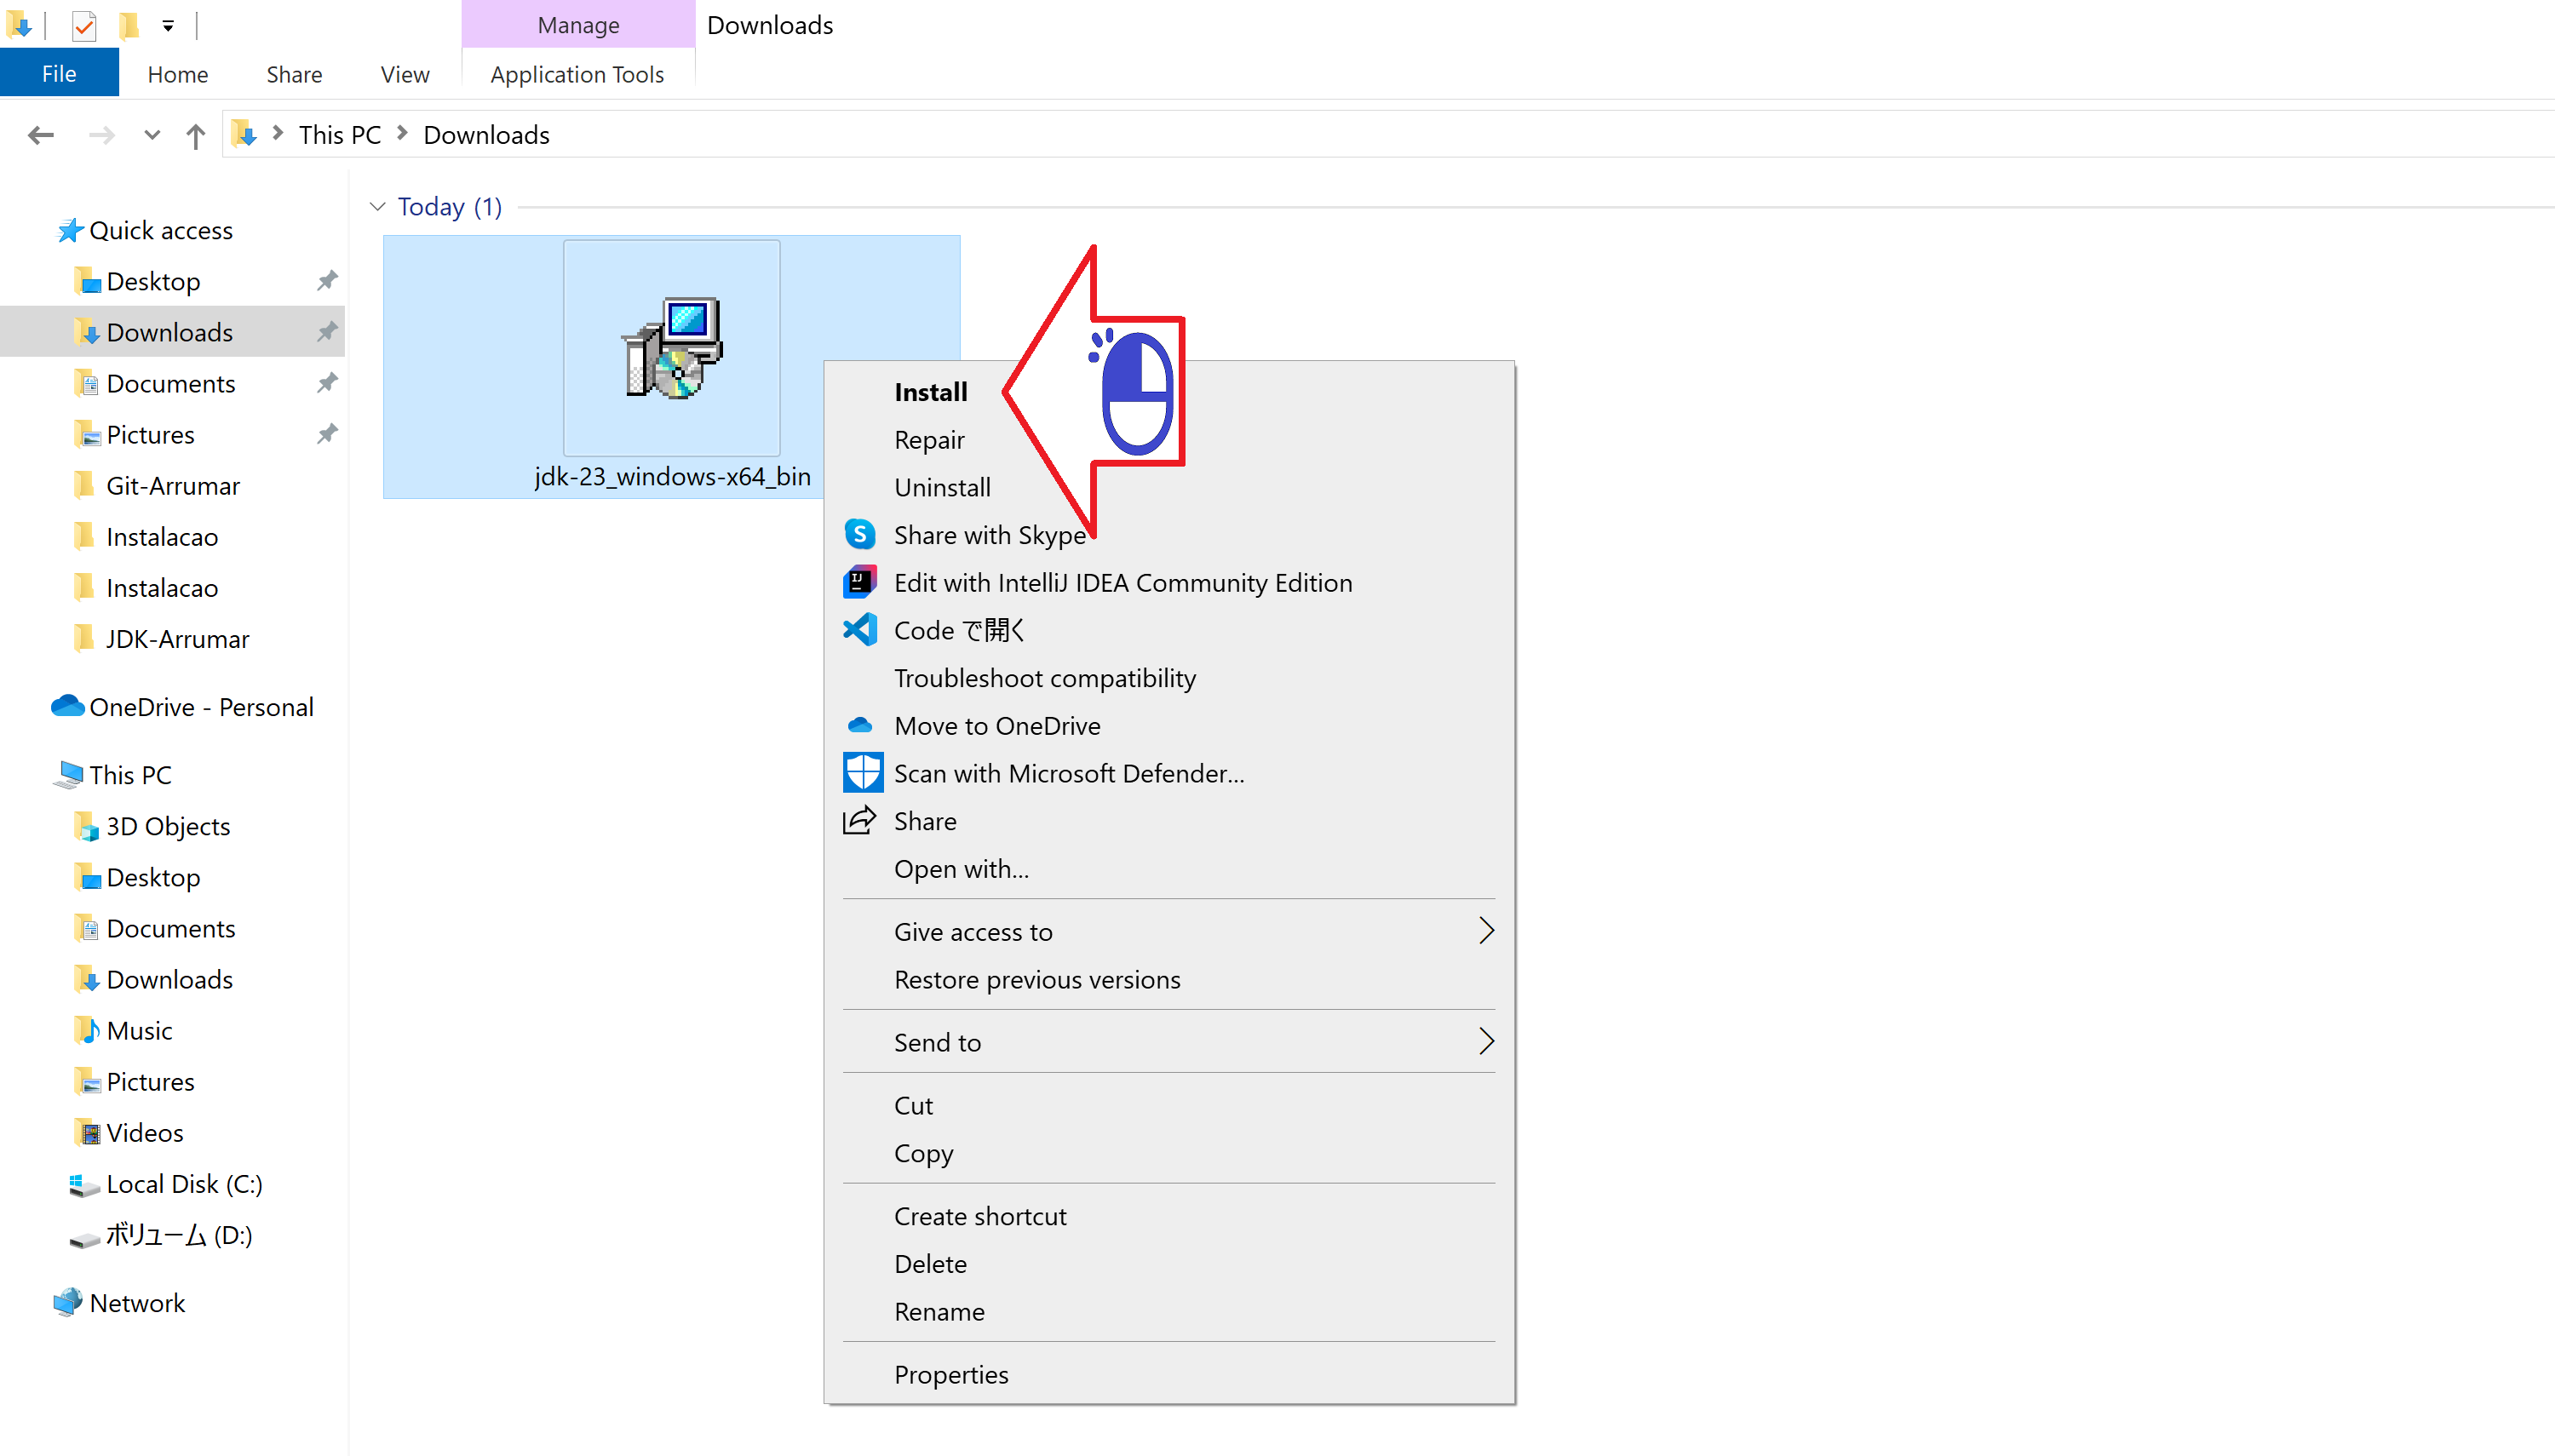 Manage
Downloads
File
Home
Share
View
Application Tools
This PC
Downloads
Quick access
Desktop
Downloads
Documents
Pictures
Git-Arrumar
Instalacao
Instalacao
JDK-Arrumar
OneDrive - Personal
This PC
3D Objects
Desktop
Documents
Downloads
Music
Pictures
Videos
Local Disk (C:)
ボリューム (D:)
Network
Today (1)
jdk-23_windows-x64_bin
Install
Repair
Uninstall
S
Share with Skype
IJ
Edit with IntelliJ IDEA Community Edition
Code で開く
Troubleshoot compatibility
Move to OneDrive
Scan with Microsoft Defender...
Share
Open with...
Give access to
Restore previous versions
Send to
Cut
Copy
Create shortcut
Delete
Rename
Properties